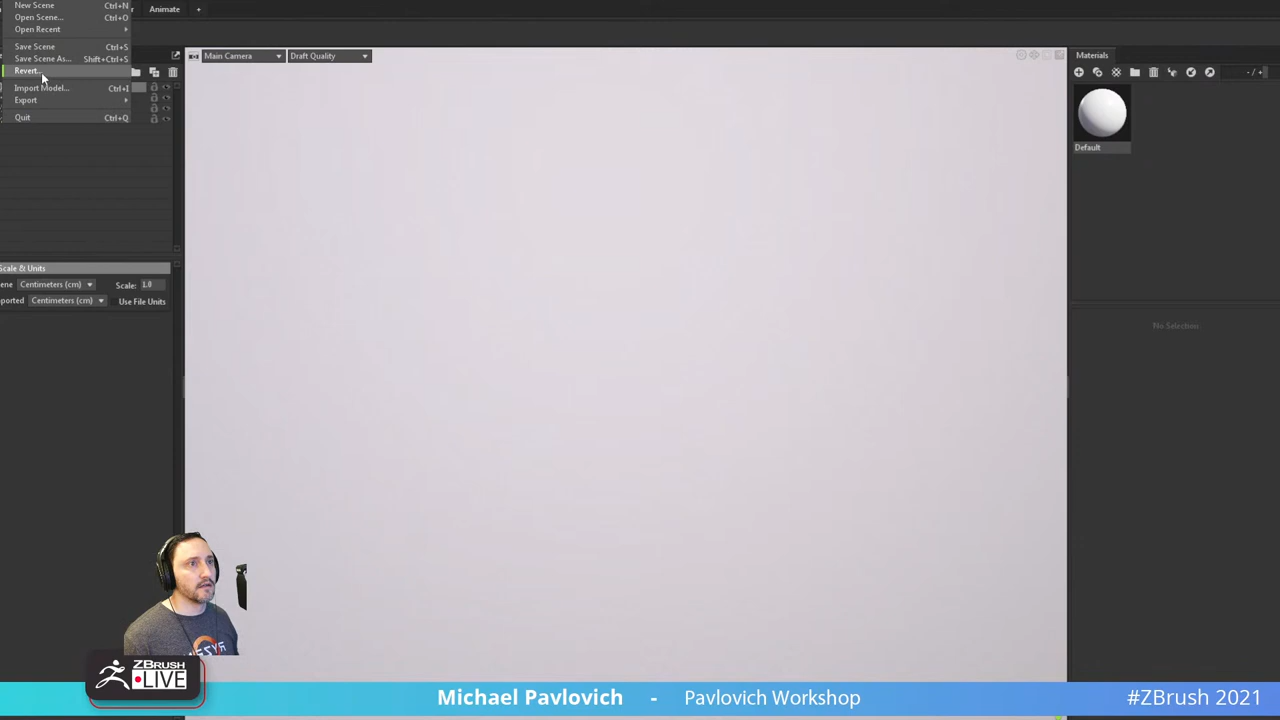 New Scene Ctrl+N
Animate +
Open Scene... Ctrl+O
Open Recent
Save Scene Ctrl+S
Save Scene As... Shift+Ctrl+S
Revert...
Import Model... Ctrl+I
Export
Quit Ctrl+Q
Main Camera
Draft Quality
Materials
- / +
Default
Scale & Units
Centimeters (cm)
Scale: 1.0
Centimeters (cm)
Use File Units
No Selection
ZBRUSH
LIVE
Michael Pavlovich - Pavlovich Workshop #ZBrush 2021